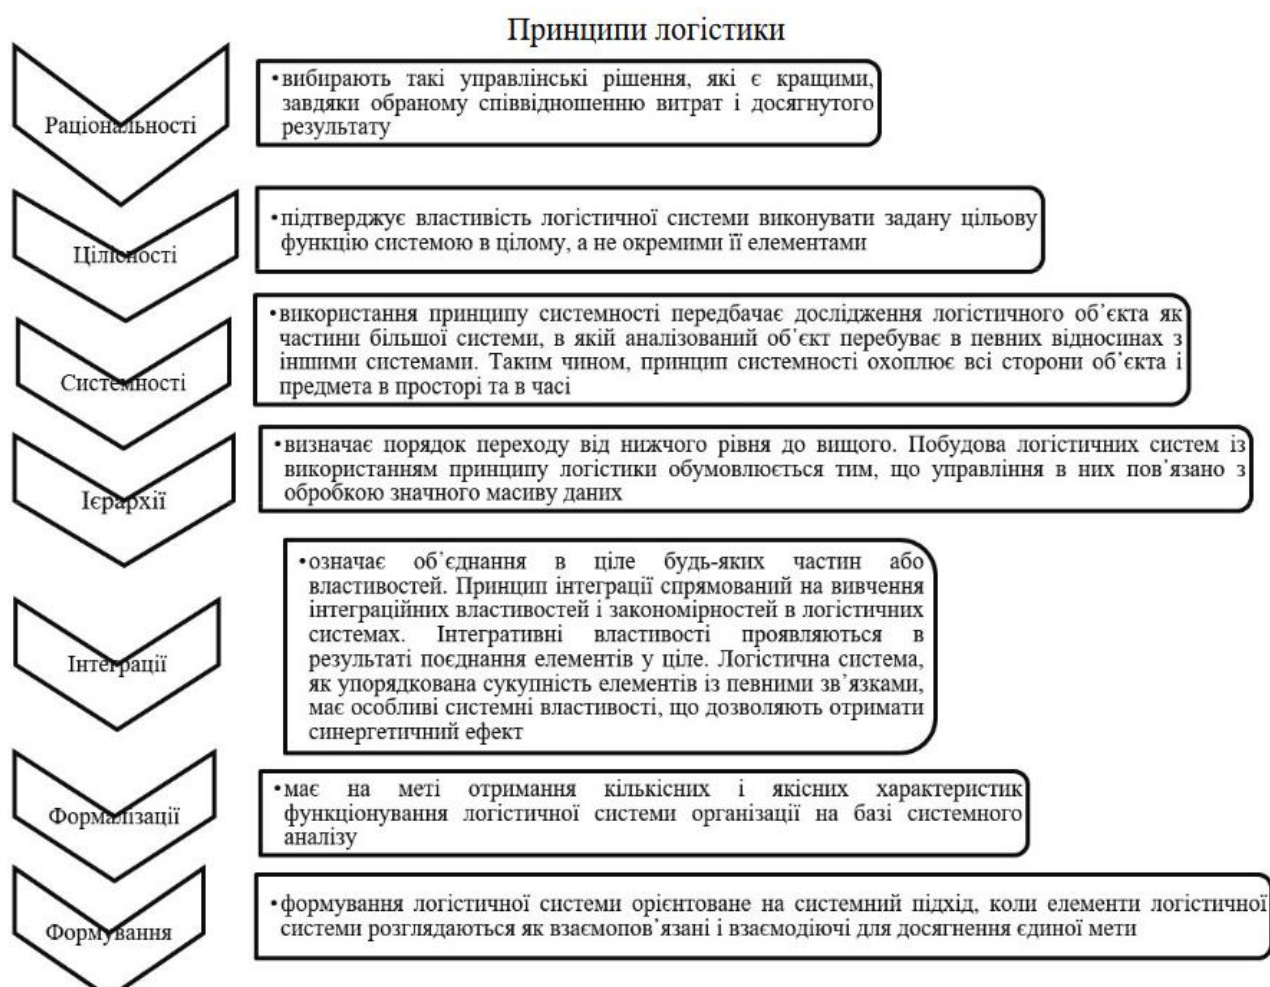 Принципи логістики
Раціональності
•вибирають такі управлінські рішення, які є кращими,
завдяки обраному співвідношенню витрат і досягнутого
результату
Цілісності
•підтверджує властивість логістичної системи виконувати задану цільову
функцію системою в цілому, а не окремими її елементами
Системності
•використання принципу системності передбачає дослідження логістичного об’єкта як
частини більшої системи, в якій аналізований об’єкт перебуває в певних відносинах з
іншими системами. Таким чином, принцип системності охоплює всі сторони об’єкта і
предмета в просторі та в часі
Ієрархії
•визначає порядок переходу від нижчого рівня до вищого. Побудова логістичних систем із
використанням принципу логістики обумовлюється тим, що управління в них пов’язано з
обробкою значного масиву даних
Інтеграції
•означає об’єднання в ціле будь-яких частин або
властивостей. Принцип інтеграції спрямований на вивчення
інтеграційних властивостей і закономірностей в логістичних
системах. Інтегративні властивості проявляються в
результаті поєднання елементів у ціле. Логістична система,
як упорядкована сукупність елементів із певними зв’язками,
має особливі системні властивості, що дозволяють отримати
синергетичний ефект
Формалізації
•має на меті отримання кількісних і якісних характеристик
функціонування логістичної системи організації на базі системного
аналізу
Формування
•формування логістичної системи орієнтоване на системний підхід, коли елементи логістичної
системи розглядаються як взаємопов’язані і взаємодіючі для досягнення єдиної мети